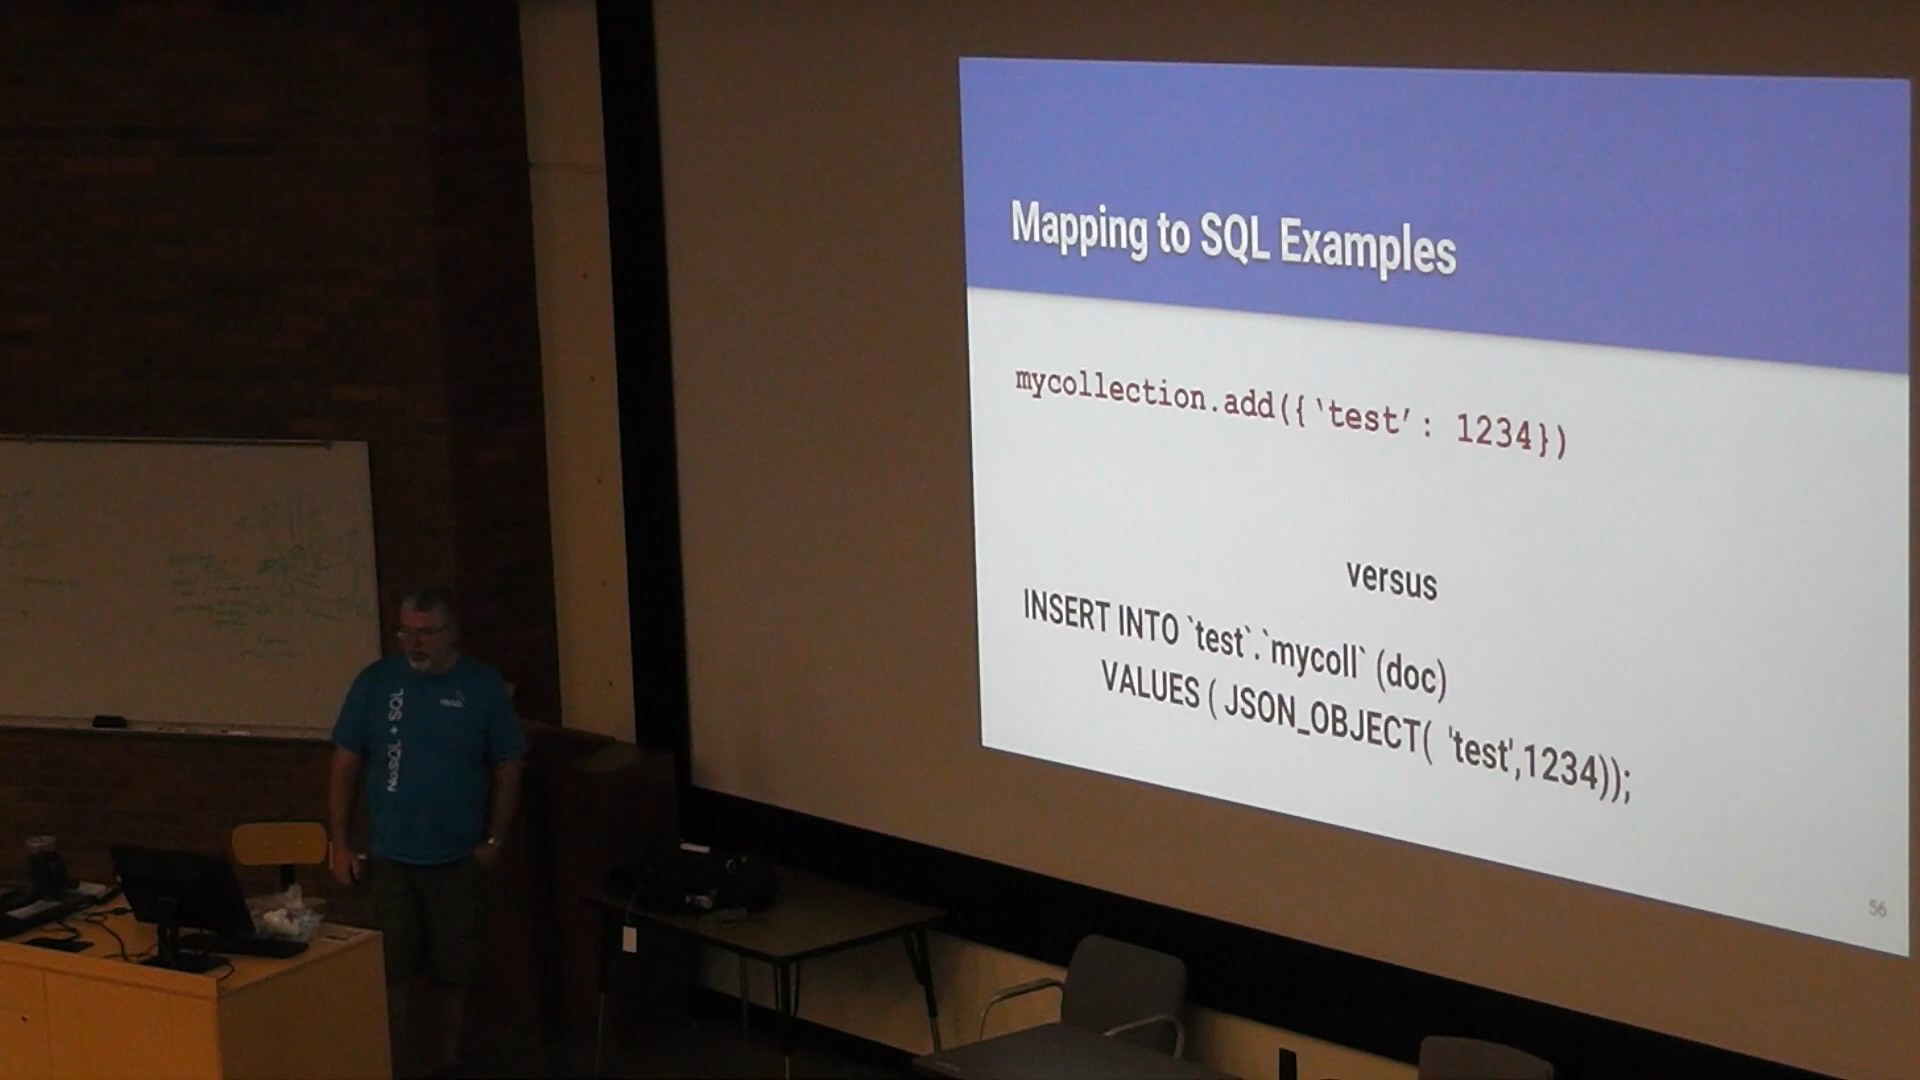 Mapping to SQL Examples
mycollection.add({‘test’: 1234})
versus
INSERT INTO `test`.`mycoll` (doc)
VALUES ( JSON_OBJECT( 'test',1234));
56
NoSQL + SQL